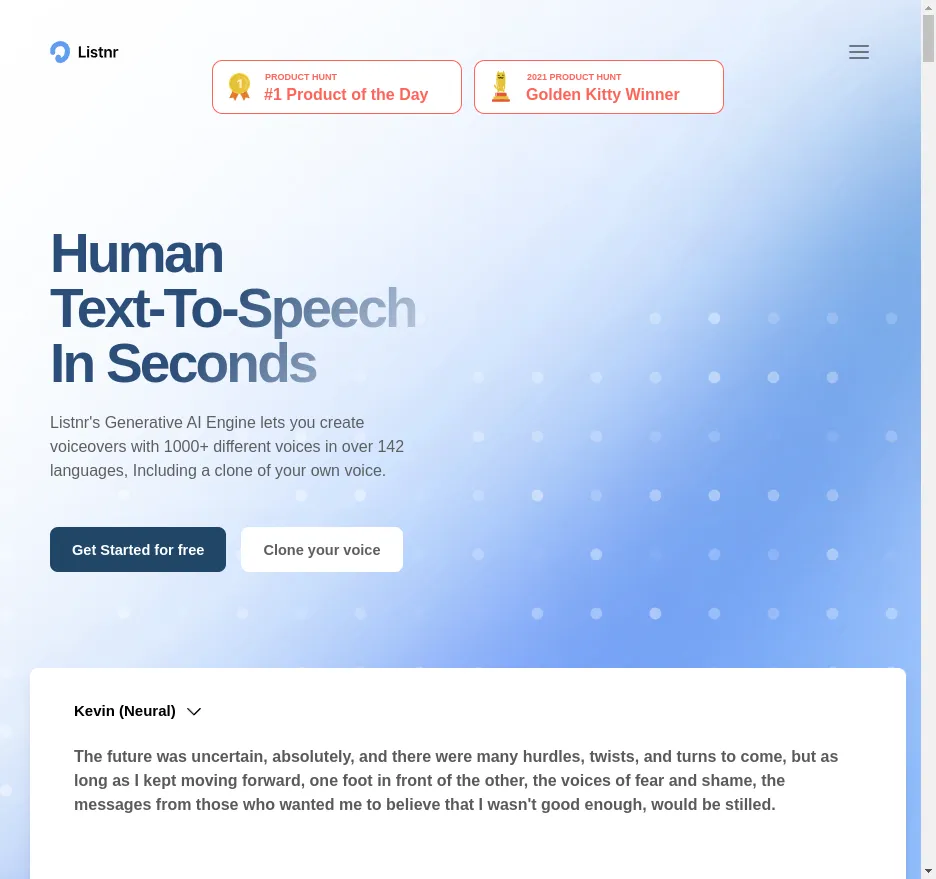 Listnr
PRODUCT HUNT
#1 Product of the Day
2021 PRODUCT HUNT
Golden Kitty Winner
Human
Text-To-Speech
In Seconds
Listnr's Generative AI Engine lets you create
voiceovers with 1000+ different voices in over 142
languages, Including a clone of your own voice.
Get Started for free
Clone your voice
Kevin (Neural)
The future was uncertain, absolutely, and there were many hurdles, twists, and turns to come, but as
long as I kept moving forward, one foot in front of the other, the voices of fear and shame, the
messages from those who wanted me to believe that I wasn't good enough, would be stilled.